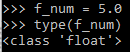 >>> f_num = 5.0
>>> type(f_num)
<class 'float'>